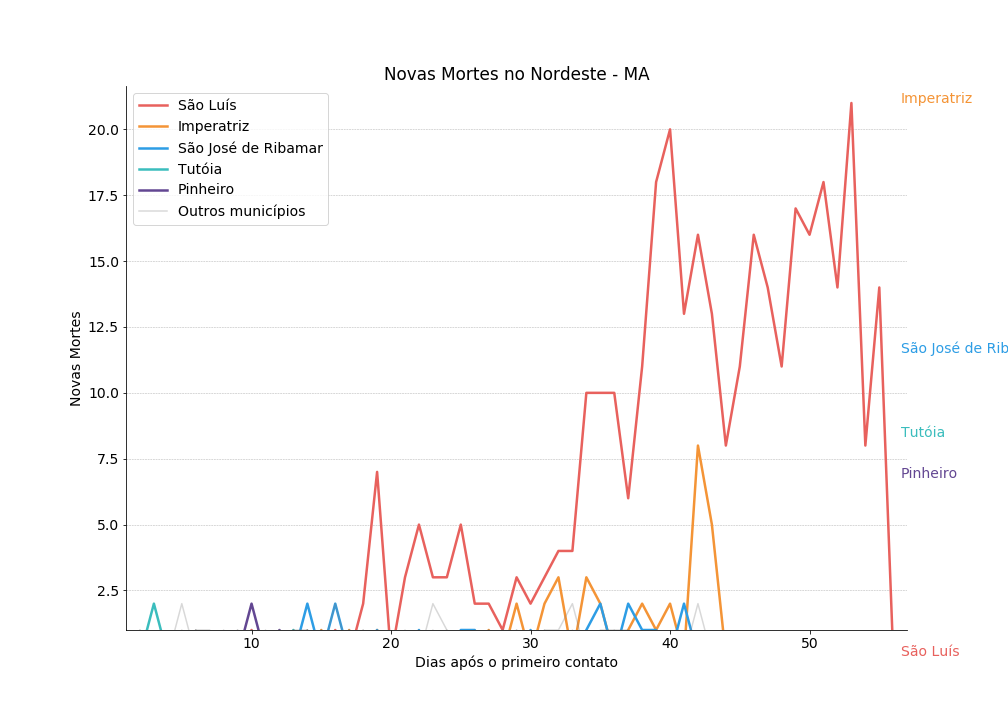 Novas Mortes no Nordeste - MA
São Luís
Imperatriz
São José de Ribamar
Tutóia
Pinheiro
Outros municípios
Novas Mortes
20.0
17.5
15.0
12.5
10.0
7.5
5.0
2.5
10 20 30 40 50
Dias após o primeiro contato
Imperatriz
São José de Rib
Tutóia
Pinheiro
São Luís